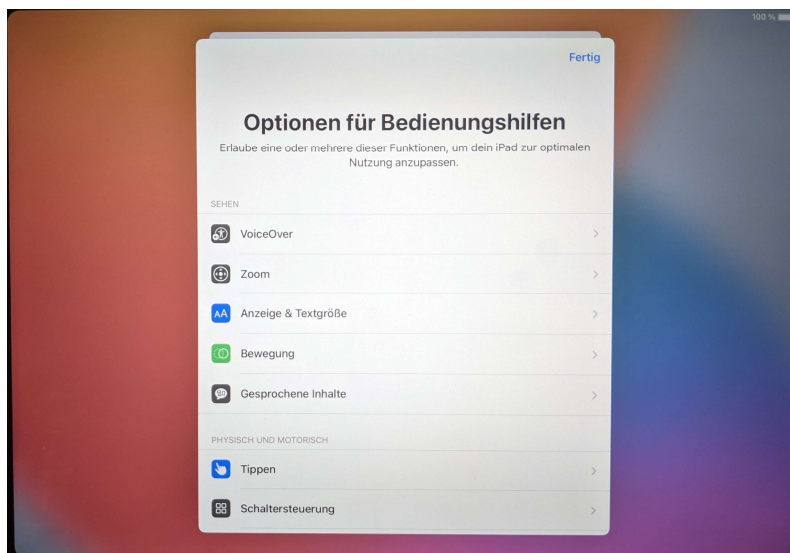 100 %
Fertig
Optionen für Bedienungshilfen
Erlaube eine oder mehrere dieser Funktionen, um dein iPad zur optimalen
Nutzung anzupassen.
SEHEN
VoiceOver
Zoom
AA Anzeige & Textgröße
Bewegung
Gesprochene Inhalte
PHYSISCH UND MOTORISCH
Tippen
Schaltersteuerung